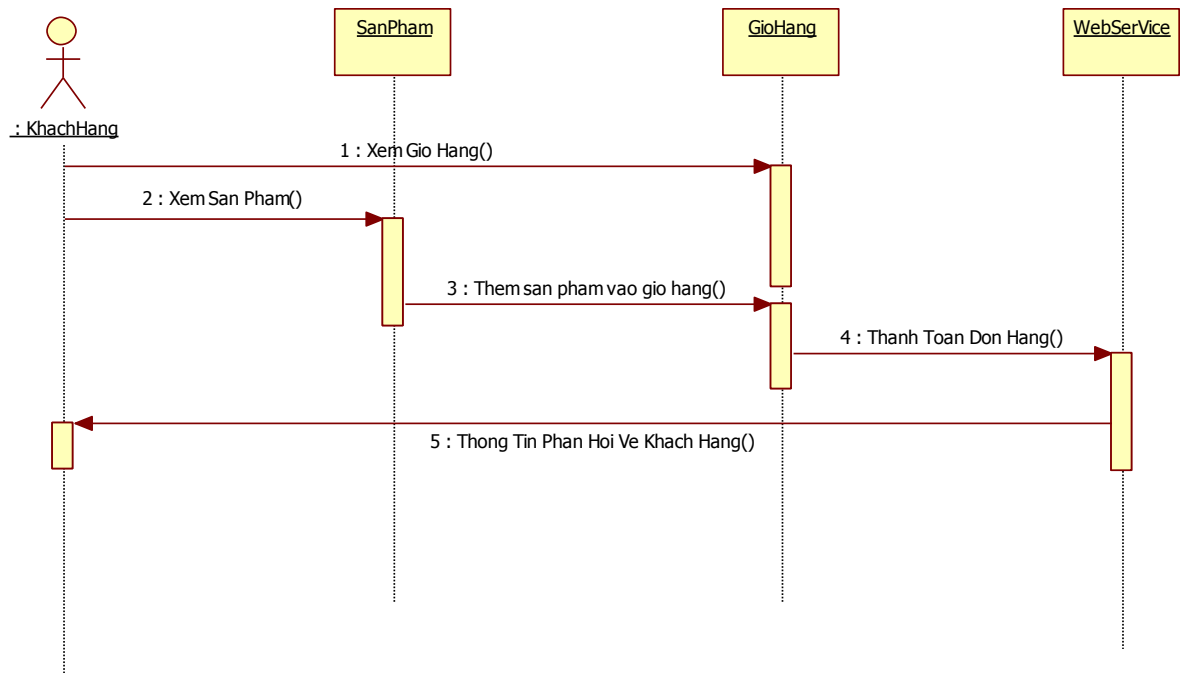 SanPham
GioHang
WebSerVice
: KhachHang
1 : Xem Gio Hang()
2 : Xem San Pham()
3 : Them san pham vao gio hang()
4 : Thanh Toan Don Hang()
5 : Thong Tin Phan Hoi Ve Khach Hang()